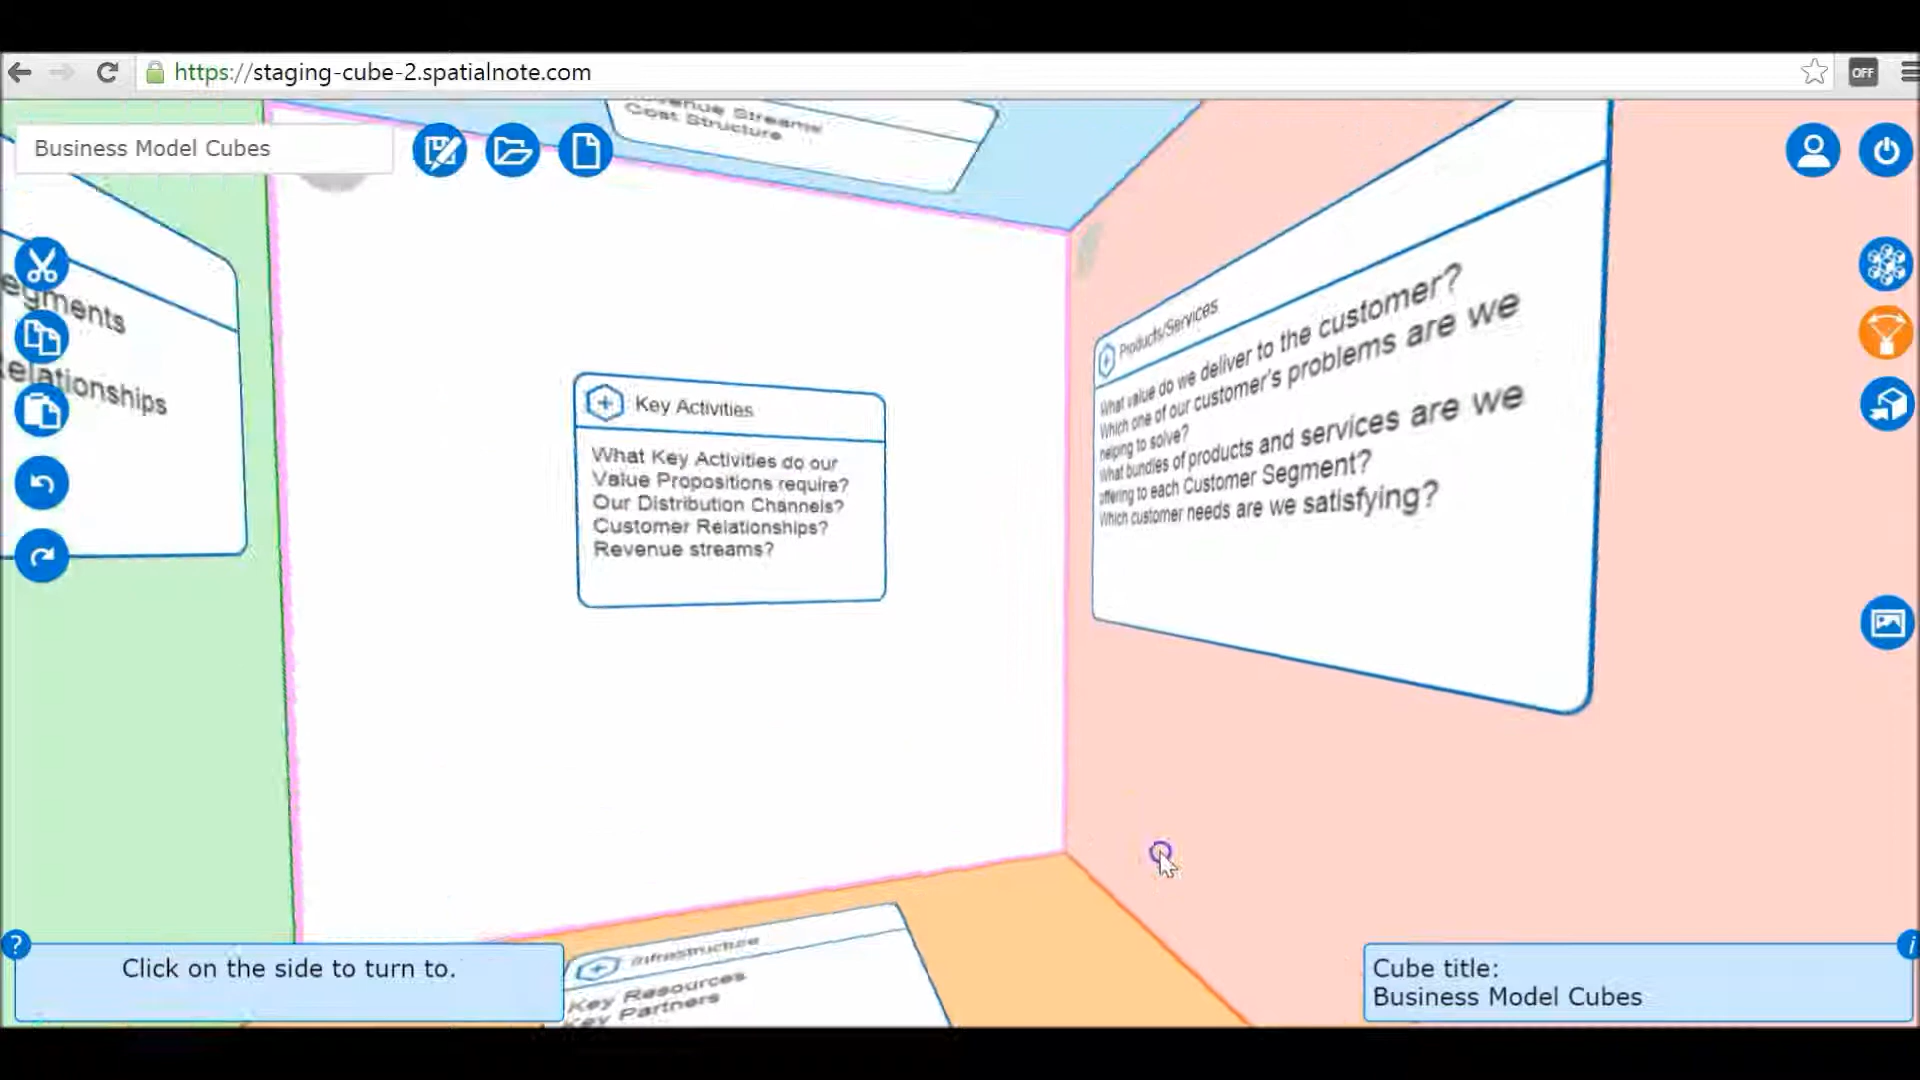 https://staging-cube-2.spatialnote.com
OFF
Business Model Cubes
Streams
Cost Structure
Relationships
Key Activities
What Key Activities do our
Value Propositions require?
Our Distribution Channels?
Customer Relationships?
Revenue streams?
Products/Services
What value do we deliver to the customer?
Which one of our customer's problems are we
helping to solve?
What bundles of products and services are we
offering to each Customer Segment?
Which customer needs are we satisfying?
Infrastructure
Key Resources
Key Partners
?
Click on the side to turn to.
i
Cube title:
Business Model Cubes